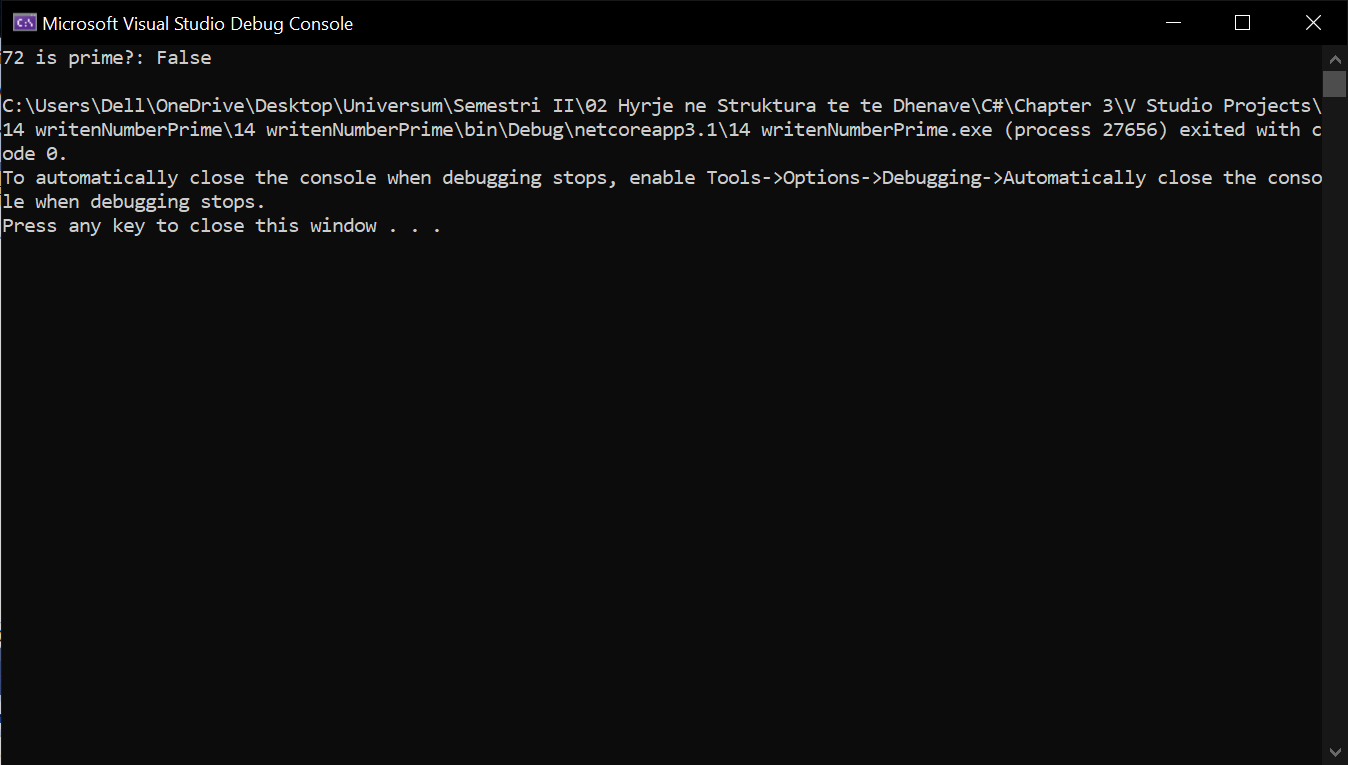 Microsoft Visual Studio Debug Console
72 is prime?: False
C:\Users\Dell\OneDrive\Desktop\Universum\Semestri II\02 Hyrje ne Struktura te te Dhenave\C#\Chapter 3\V Studio Projects\
14 writenNumberPrime\14 writenNumberPrime\bin\Debug\netcoreapp3.1\14 writenNumberPrime.exe (process 27656) exited with c
ode 0.
To automatically close the console when debugging stops, enable Tools->Options->Debugging->Automatically close the conso
le when debugging stops.
Press any key to close this window . . .